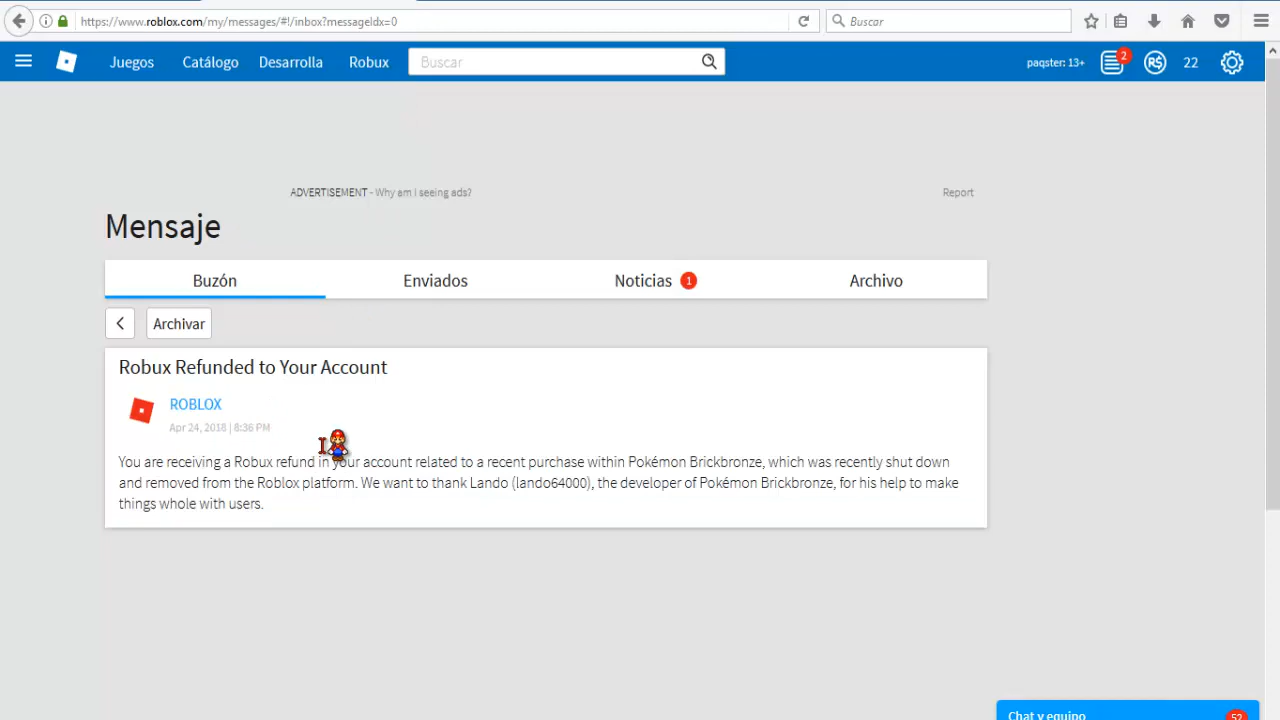 https://www.roblox.com/my/messages/#!/inbox?messageIdx=0
Buscar
Juegos Catálogo Desarrolla Robux Buscar paqster: 13+ 2 R$ 22
ADVERTISEMENT - Why am I seeing ads? Report
Mensaje
Buzón Enviados Noticias 1 Archivo
Archivar
Robux Refunded to Your Account
ROBLOX
Apr 24, 2018 | 8:36 PM
You are receiving a Robux refund in your account related to a recent purchase within Pokémon Brickbronze, which was recently shut down
and removed from the Roblox platform. We want to thank Lando (lando64000), the developer of Pokémon Brickbronze, for his help to make
things whole with users.
Chat y equipo 52